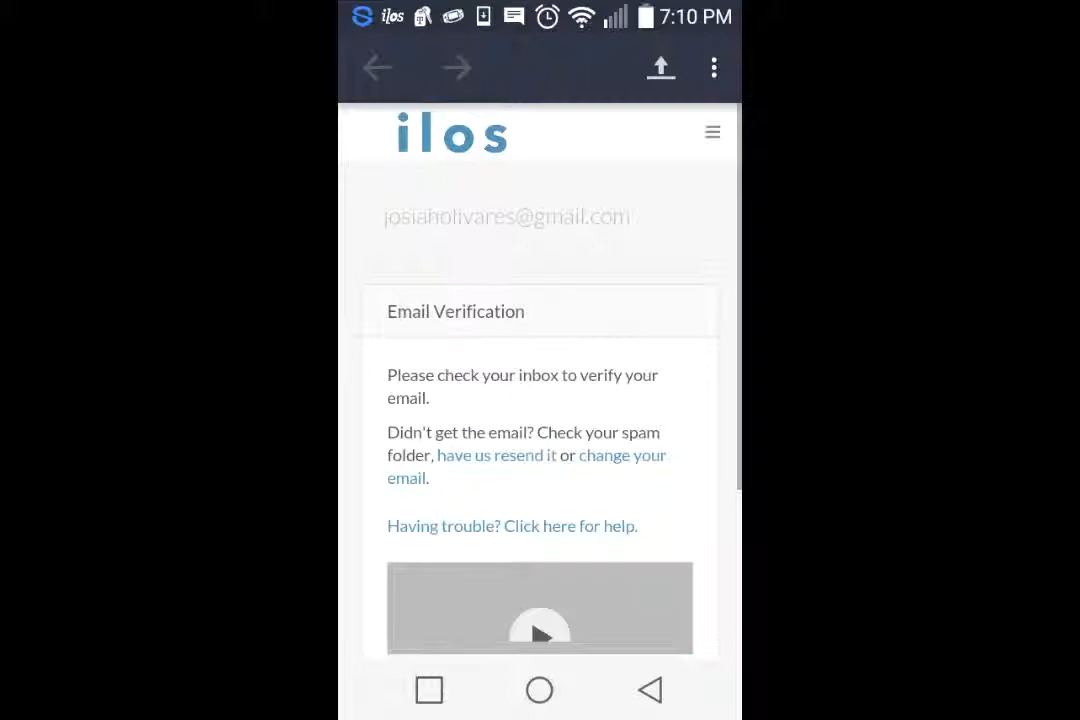 ilos 7:10 PM
ilos
josiaholivares@gmail.com
Email Verification
Please check your inbox to verify your
email.
Didn't get the email? Check your spam
folder, have us resend it or change your
email.
Having trouble? Click here for help.